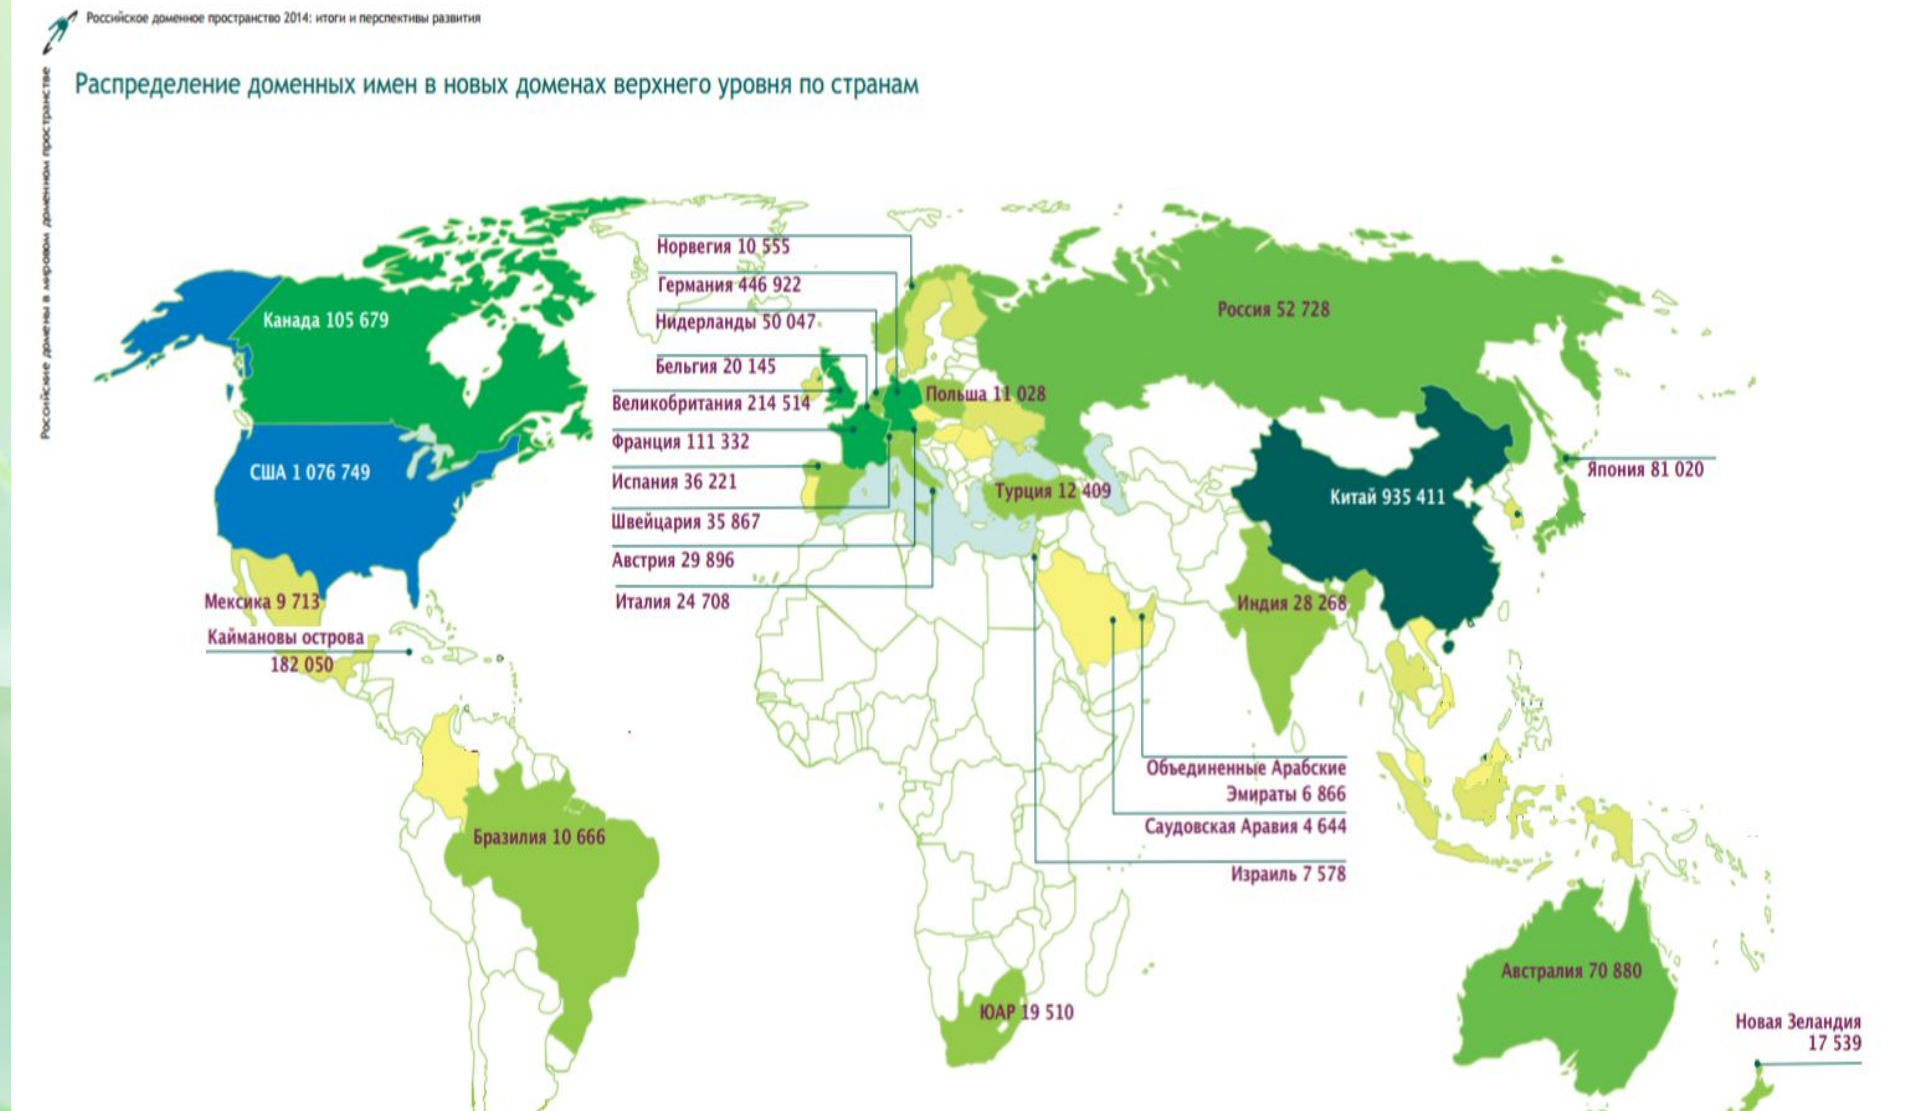 Российское доменное пространство 2014: итоги и перспективы развития
Российские домены в мировом доменном пространстве
Распределение доменных имен в новых доменах верхнего уровня по странам
Норвегия 10 555
Германия 446 922
Нидерланды 50 047
Бельгия 20 145
Великобритания 214 514
Франция 111 332
Испания 36 221
Швейцария 35 867
Австрия 29 896
Италия 24 708
Канада 105 679
США 1 076 749
Мексика 9 713
Каймановы острова
182 050
Бразилия 10 666
Россия 52 728
Польша 11 028
Турция 12 409
Китай 935 411
Япония 81 020
Индия 28 268
Объединенные Арабские
Эмираты 6 866
Саудовская Аравия 4 644
Израиль 7 578
ЮАР 19 510
Австралия 70 880
Новая Зеландия
17 539